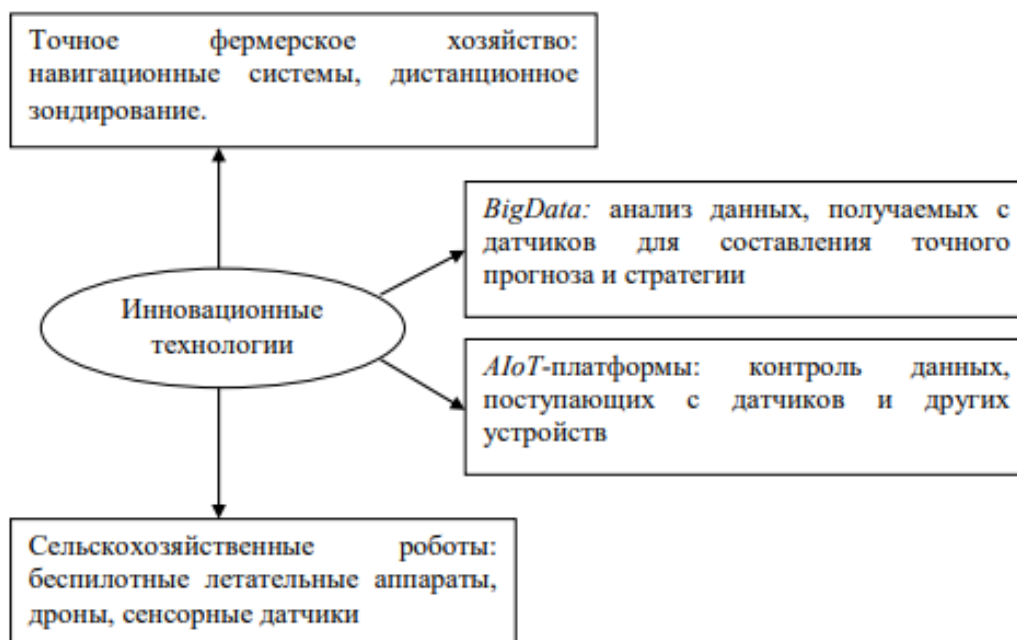 Точное фермерское хозяйство:
навигационные системы, дистанционное
зондирование.
BigData: анализ данных, получаемых с
датчиков для составления точного
прогноза и стратегии
Инновационные
технологии
AIoT-платформы: контроль данных,
поступающих с датчиков и других
устройств
Сельскохозяйственные роботы:
беспилотные летательные аппараты,
дроны, сенсорные датчики